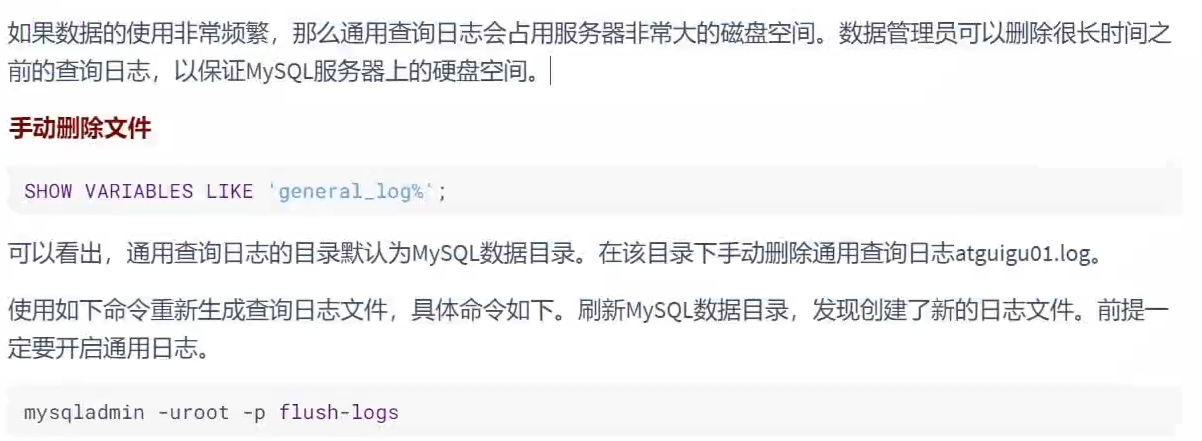 如果数据的使用非常频繁，那么通用查询日志会占用服务器非常大的磁盘空间。数据管理员可以删除很长时间之
前的查询日志，以保证MySQL服务器上的硬盘空间。
手动删除文件
SHOW VARIABLES LIKE 'general_log%';
可以看出，通用查询日志的目录默认为MySQL数据目录。在该目录下手动删除通用查询日志atguigu01.log。
使用如下命令重新生成查询日志文件，具体命令如下。刷新MySQL数据目录，发现创建了新的日志文件。前提一
定要开启通用日志。
mysqladmin -uroot -p flush-logs